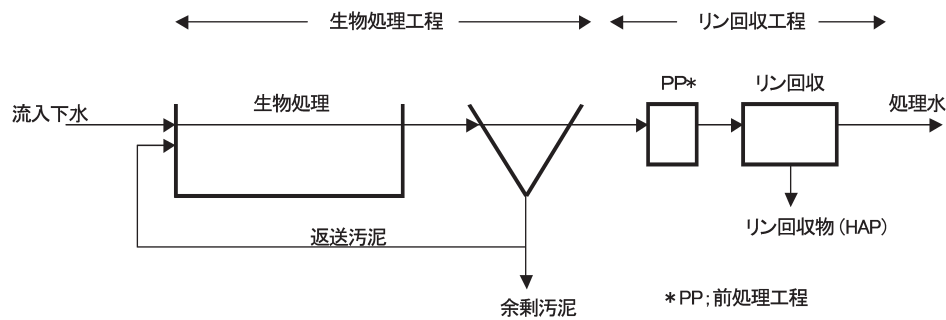 生物処理工程
リン回収工程
流入下水
生物処理
PP*
リン回収
処理水
リン回収物(HAP)
返送汚泥
余剰汚泥
*PP;前処理工程